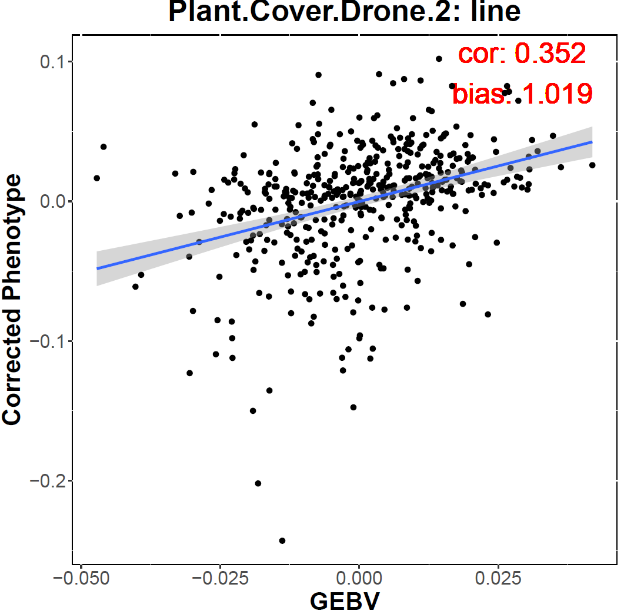 Plant.Cover.Drone.2: line
cor: 0.352
bias: 1.019
Corrected Phenotype
0.1
0.0
−0.1
−0.2
−0.050
−0.025
0.000
0.025
GEBV